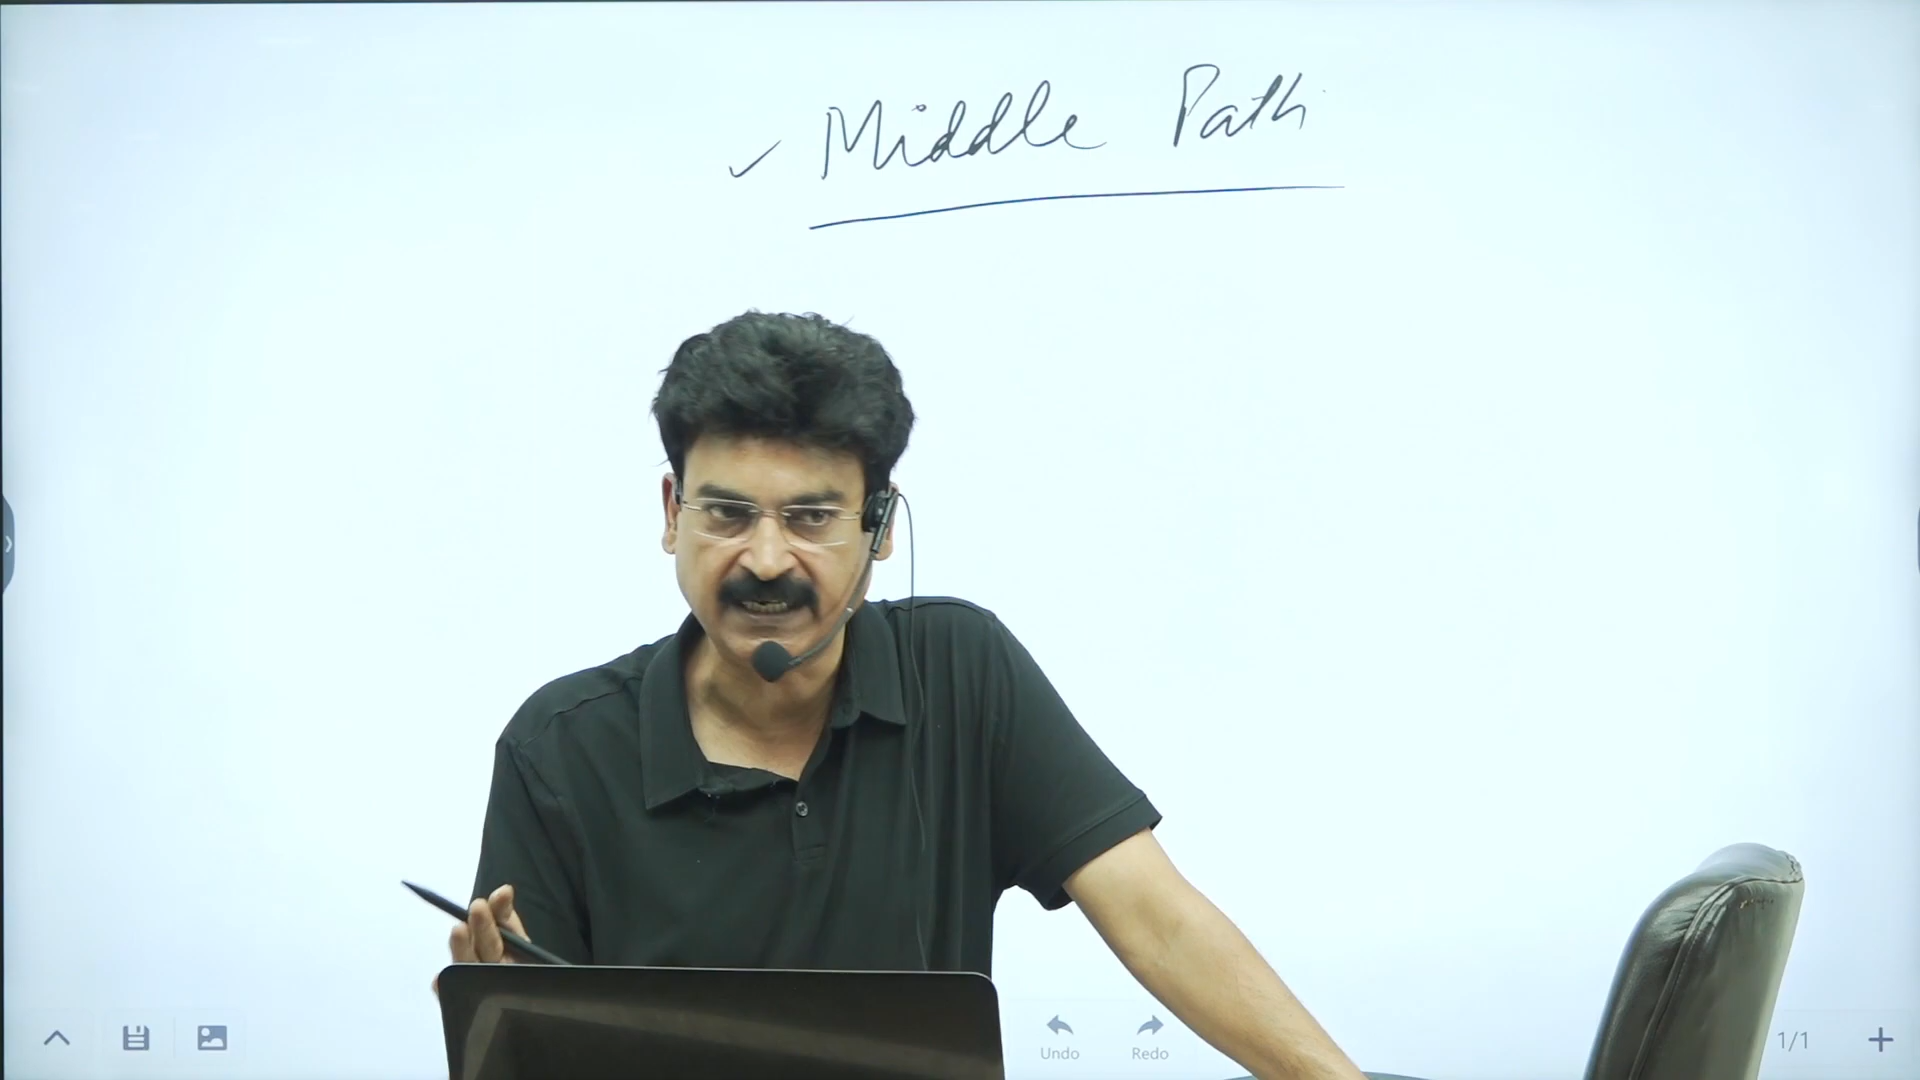 ✓ Middle Path
Undo Redo 1/1 +